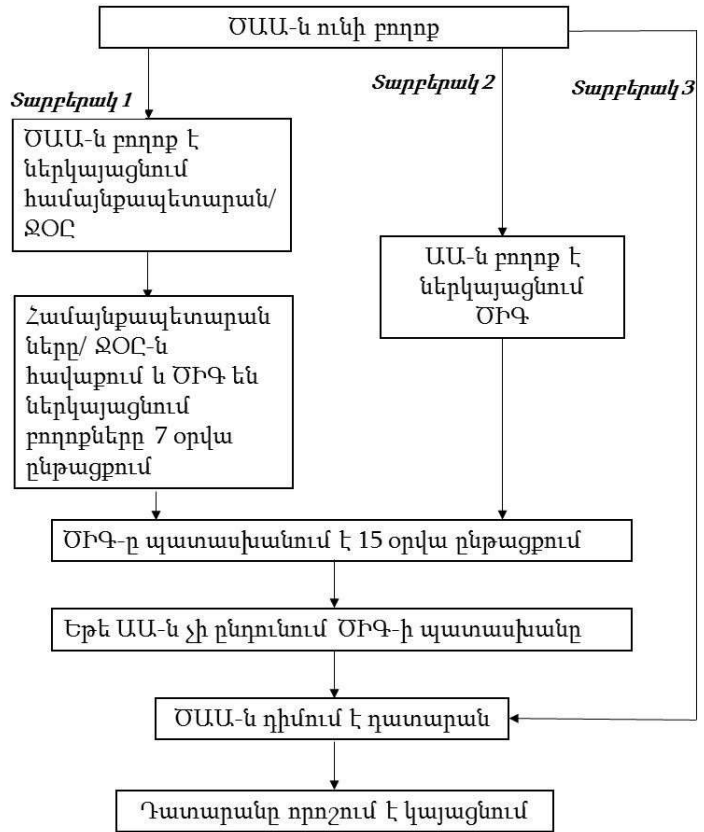 ԾԱԱ-ն ունի բողոք
Տարբերակ 1
Տարբերակ 2
Տարբերակ 3
ԾԱԱ-ն բողոք է
ներկայացնում
համայնքապետարան/
ՋՕԸ
ԱԱ-ն բողոք է
ներկայացնում
ԾԻԳ
Համայնքապետարան
ները/ ՋՕԸ-ն
հավաքում և ԾԻԳ են
ներկայացնում
բողոքները 7 օրվա
ընթացքում
ԾԻԳ-ը պատասխանում է 15 օրվա ընթացքում
Եթե ԱԱ-ն չի ընդունում ԾԻԳ-ի պատասխանը
ԾԱԱ-ն դիմում է դատարան
Դատարանը որոշում է կայացնում